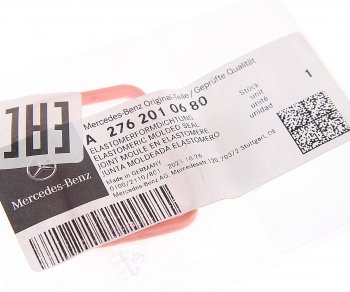 Mercedes-Benz Original-Teile / Geprüfte Qualität
A 276 201 06 80
Stück
unit
unité
unidad
1
ELASTOMERFORMDICHTUNG
ELASTOMERIC MOLDED SEAL
JOINT MOULE EN ELASTOMERE
JUNTA MOLDEADA ELASTOMERO
Made in GERMANY 2021.10.26
Mercedes-Benz AG, Mercedesstr. 120, 70372 Stuttgart, DE
Mercedes-Benz